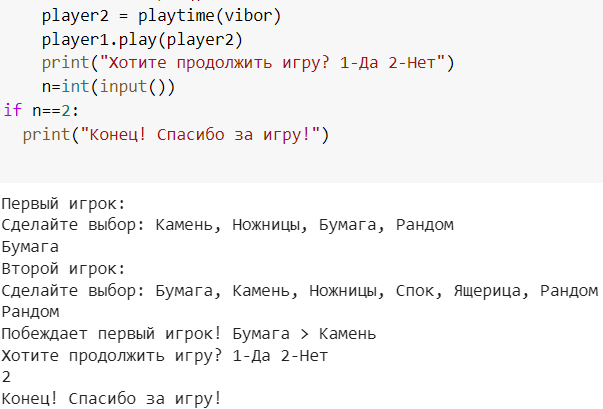 player2 = playtime(vibor)
player1.play(player2)
print("Хотите продолжить игру? 1-Да 2-Нет")
n=int(input())
if n==2:
print("Конец! Спасибо за игру!")
Первый игрок:
Сделайте выбор: Камень, Ножницы, Бумага, Рандом
Бумага
Второй игрок:
Сделайте выбор: Бумага, Камень, Ножницы, Спок, Ящерица, Рандом
Рандом
Побеждает первый игрок! Бумага > Камень
Хотите продолжить игру? 1-Да 2-Нет
2
Конец! Спасибо за игру!